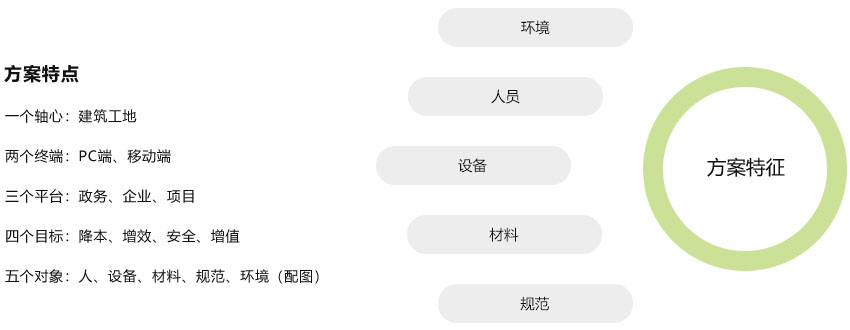 方案特点
一个轴心：建筑工地
两个终端：PC端、移动端
三个平台：政务、企业、项目
四个目标：降本、增效、安全、增值
五个对象：人、设备、材料、规范、环境（配图）
环境
人员
设备
材料
规范
方案特征